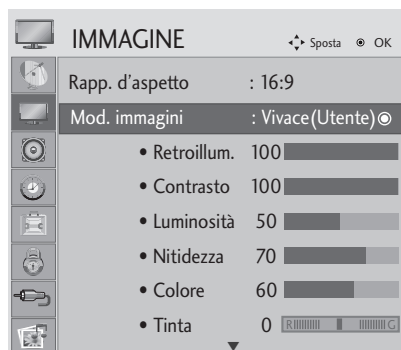 IMMAGINE Sposta OK
Rapp. d'aspetto : 16:9
Mod. immagini : Vivace(Utente)
• Retroillum. 100
• Contrasto 100
• Luminosità 50
• Nitidezza 70
• Colore 60
• Tinta 0 R G